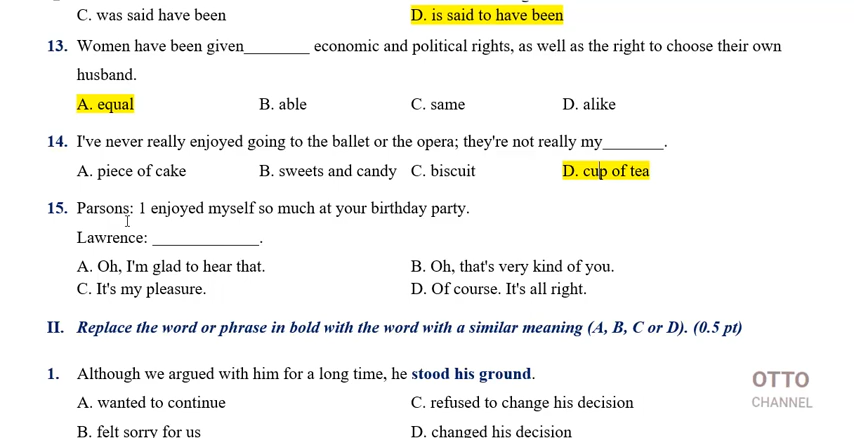 C. was said have been D. is said to have been
13. Women have been given________ economic and political rights, as well as the right to choose their own
husband.
A. equal B. able C. same D. alike
14. I've never really enjoyed going to the ballet or the opera; they're not really my_______.
A. piece of cake B. sweets and candy C. biscuit D. cup of tea
15. Parsons: 1 enjoyed myself so much at your birthday party.
Lawrence: _____________.
A. Oh, I'm glad to hear that. B. Oh, that's very kind of you.
C. It's my pleasure. D. Of course. It's all right.
II. Replace the word or phrase in bold with the word with a similar meaning (A, B, C or D). (0.5 pt)
1. Although we argued with him for a long time, he stood his ground.
A. wanted to continue C. refused to change his decision
B. felt sorry for us D. changed his decision
OTTO
CHANNEL